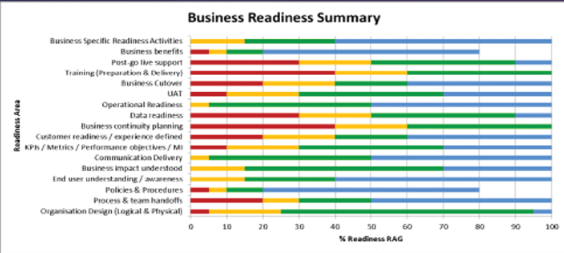 Business Readiness Summary
Business Specific Readiness Activities
Business benefits
Post-go live support
Training (Preparation & Delivery)
Business Cutover
UAT
Operational Readiness
Data readiness
Business continuity planning
Customer readiness / experience defined
KPIs / Metrics / Performance objectives / MI
Communication Delivery
Business impact understood
End user understanding / awareness
Policies & Procedures
Process & team handoffs
Organisation Design (Logical & Physical)
Readiness Area
0 10 20 30 40 50 60 70 80 90 100
% Readiness RAG